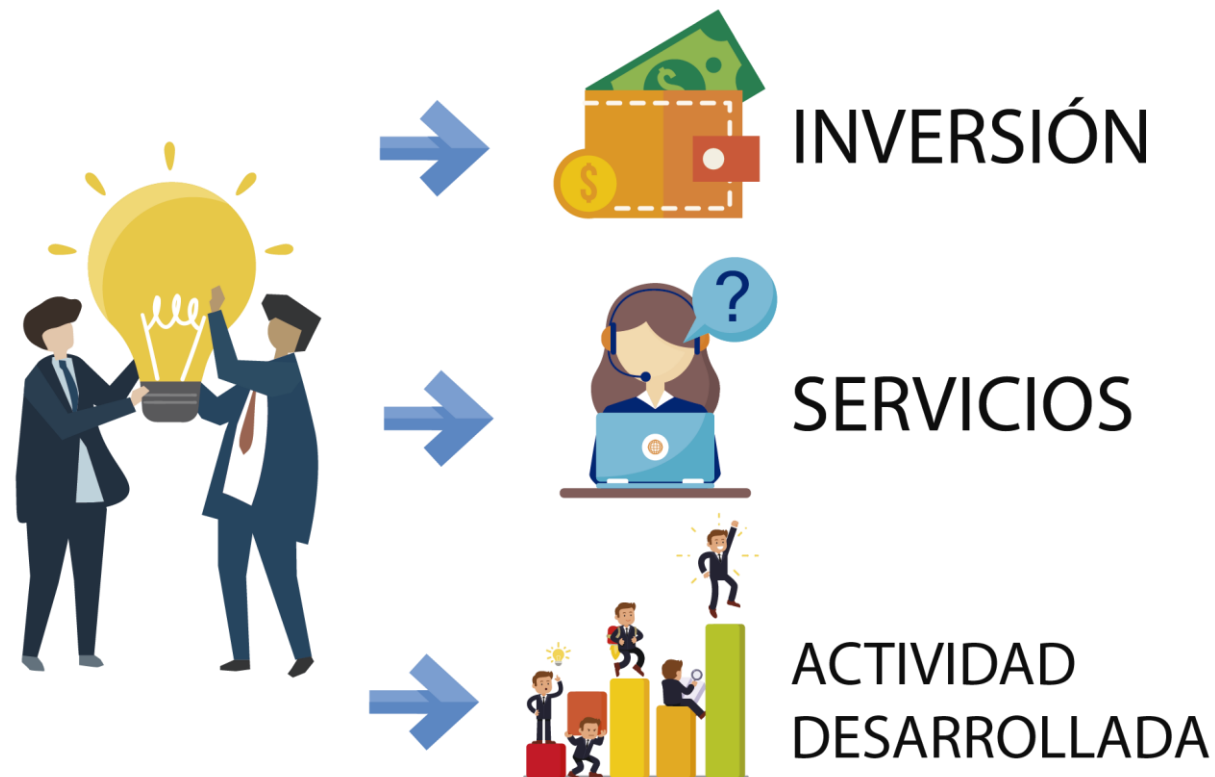 $
$
INVERSIÓN
?
SERVICIOS
ACTIVIDAD
DESARROLLADA